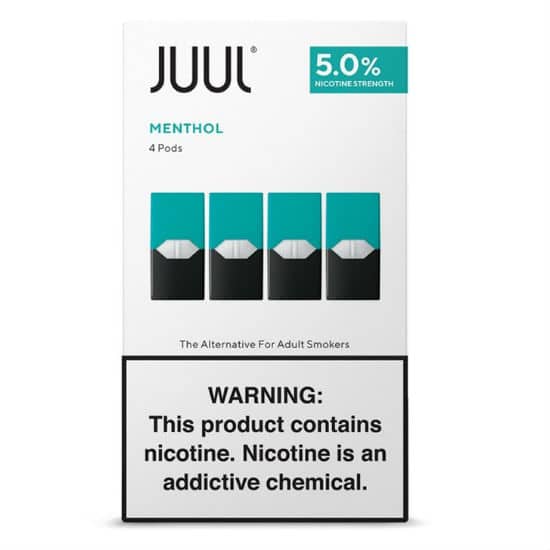 JUUL®
5.0%
NICOTINE STRENGTH
MENTHOL
4 Pods
The Alternative For Adult Smokers
WARNING:
This product contains
nicotine. Nicotine is an
addictive chemical.